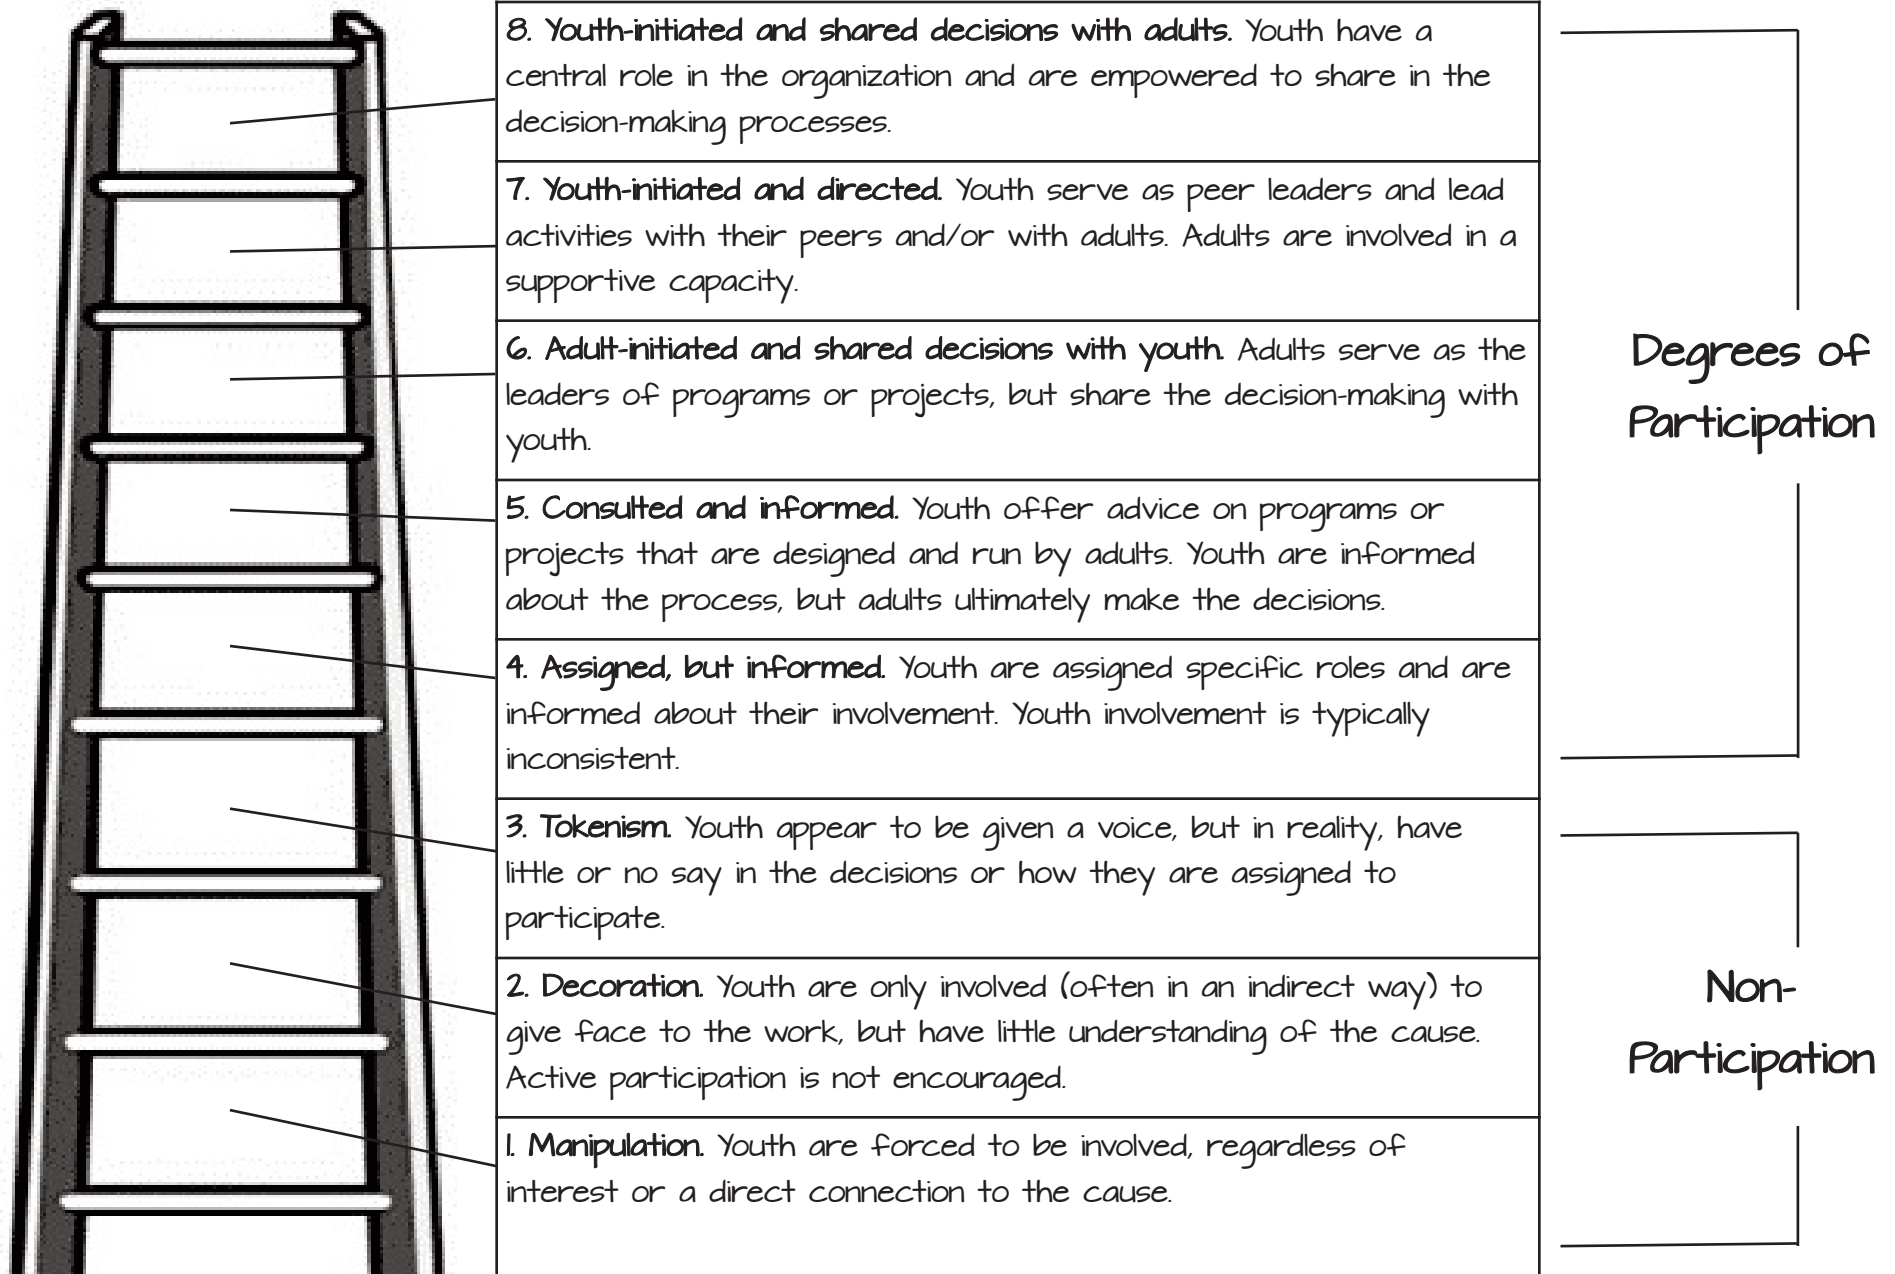 8. Youth-initiated and shared decisions with adults. Youth have a
central role in the organization and are empowered to share in the
decision-making processes.
7. Youth-initiated and directed. Youth serve as peer leaders and lead
activities with their peers and/or with adults. Adults are involved in a
supportive capacity.
6. Adult-initiated and shared decisions with youth. Adults serve as the
leaders of programs or projects, but share the decision-making with
youth.
5. Consulted and informed. Youth offer advice on programs or
projects that are designed and run by adults. Youth are informed
about the process, but adults ultimately make the decisions.
4. Assigned, but informed. Youth are assigned specific roles and are
informed about their involvement. Youth involvement is typically
inconsistent.
3. Tokenism. Youth appear to be given a voice, but in reality, have
little or no say in the decisions or how they are assigned to
participate.
2. Decoration. Youth are only involved (often in an indirect way) to
give face to the work, but have little understanding of the cause.
Active participation is not encouraged.
1. Manipulation. Youth are forced to be involved, regardless of
interest or a direct connection to the cause.
Degrees of
Participation
Non-
Participation